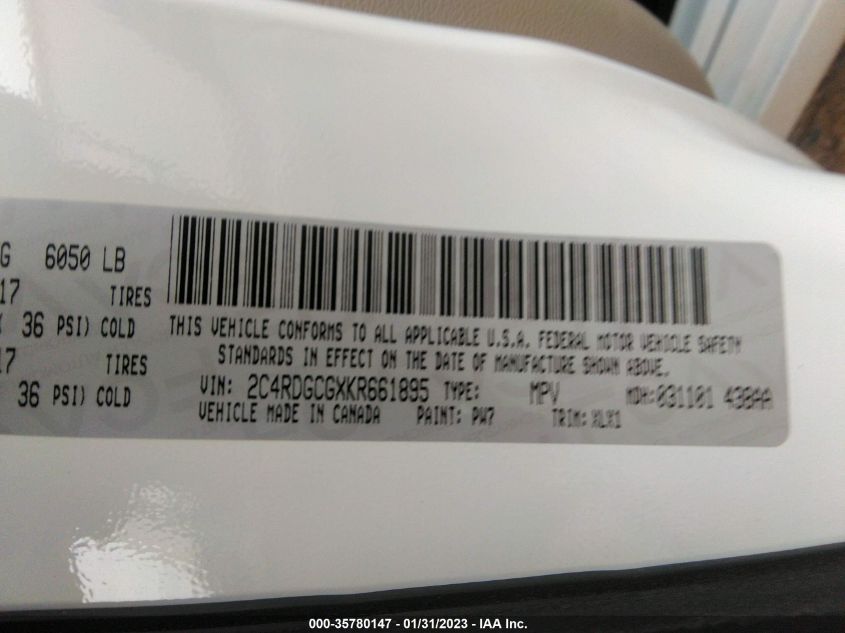 G 6050 LB
17 TIRES
36 PSI) COLD
17 TIRES
36 PSI) COLD
THIS VEHICLE CONFORMS TO ALL APPLICABLE U.S.A. FEDERAL MOTOR VEHICLE SAFETY
STANDARDS IN EFFECT ON THE DATE OF MANUFACTURE SHOWN ABOVE.
VIN: 2C4RDGCGXKR661895 TYPE: MPV MDH:031101 438AA
VEHICLE MADE IN CANADA PAINT: PW7 TRIM:
000-35780147 - 01/31/2023 - IAA Inc.